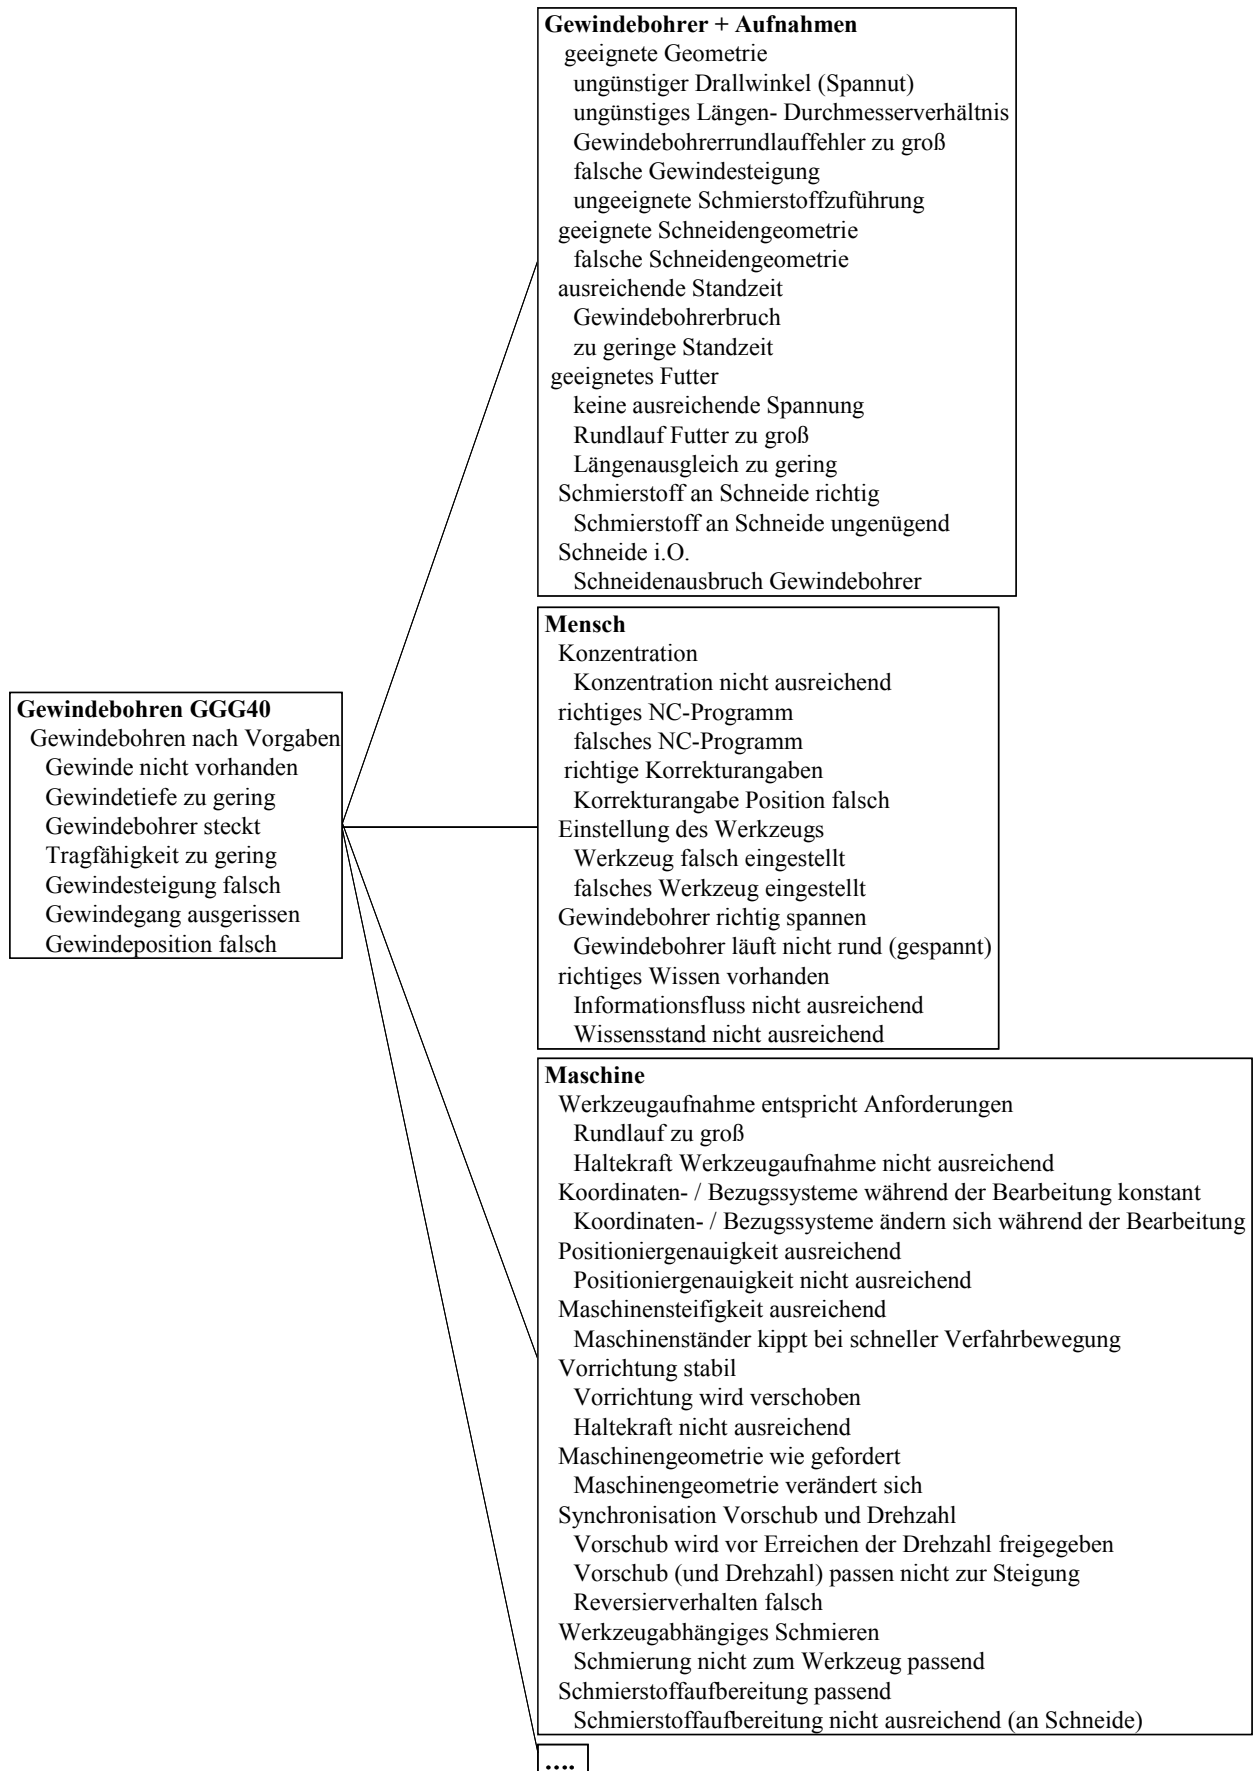 Gewindebohrer + Aufnahmen
geeignete Geometrie
ungünstiger Drallwinkel (Spannut)
ungünstiges Längen- Durchmesserverhältnis
Gewindebohrerrundlauffehler zu groß
falsche Gewindesteigung
ungeeignete Schmierstoffzuführung
geeignete Schneidengeometrie
falsche Schneidengeometrie
ausreichende Standzeit
Gewindebohrerbruch
zu geringe Standzeit
geeignetes Futter
keine ausreichende Spannung
Rundlauf Futter zu groß
Längenausgleich zu gering
Schmierstoff an Schneide richtig
Schmierstoff an Schneide ungenügend
Schneide i.O.
Schneidenausbruch Gewindebohrer
Gewindebohren GGG40
Gewindebohren nach Vorgaben
Gewinde nicht vorhanden
Gewindetiefe zu gering
Gewindebohrer steckt
Tragfähigkeit zu gering
Gewindesteigung falsch
Gewindegang ausgerissen
Gewindeposition falsch
Mensch
Konzentration
Konzentration nicht ausreichend
richtiges NC-Programm
falsches NC-Programm
richtige Korrekturangaben
Korrekturangabe Position falsch
Einstellung des Werkzeugs
Werkzeug falsch eingestellt
falsches Werkzeug eingestellt
Gewindebohrer richtig spannen
Gewindebohrer läuft nicht rund (gespannt)
richtiges Wissen vorhanden
Informationsfluss nicht ausreichend
Wissensstand nicht ausreichend
Maschine
Werkzeugaufnahme entspricht Anforderungen
Rundlauf zu groß
Haltekraft Werkzeugaufnahme nicht ausreichend
Koordinaten- / Bezugssysteme während der Bearbeitung konstant
Koordinaten- / Bezugssysteme ändern sich während der Bearbeitung
Positioniergenauigkeit ausreichend
Positioniergenauigkeit nicht ausreichend
Maschinensteifigkeit ausreichend
Maschinenständer kippt bei schneller Verfahrbewegung
Vorrichtung stabil
Vorrichtung wird verschoben
Haltekraft nicht ausreichend
Maschinengeometrie wie gefordert
Maschinengeometrie verändert sich
Synchronisation Vorschub und Drehzahl
Vorschub wird vor Erreichen der Drehzahl freigegeben
Vorschub (und Drehzahl) passen nicht zur Steigung
Reversierverhalten falsch
Werkzeugabhängiges Schmieren
Schmierung nicht zum Werkzeug passend
Schmierstoffaufbereitung passend
Schmierstoffaufbereitung nicht ausreichend (an Schneide)
....